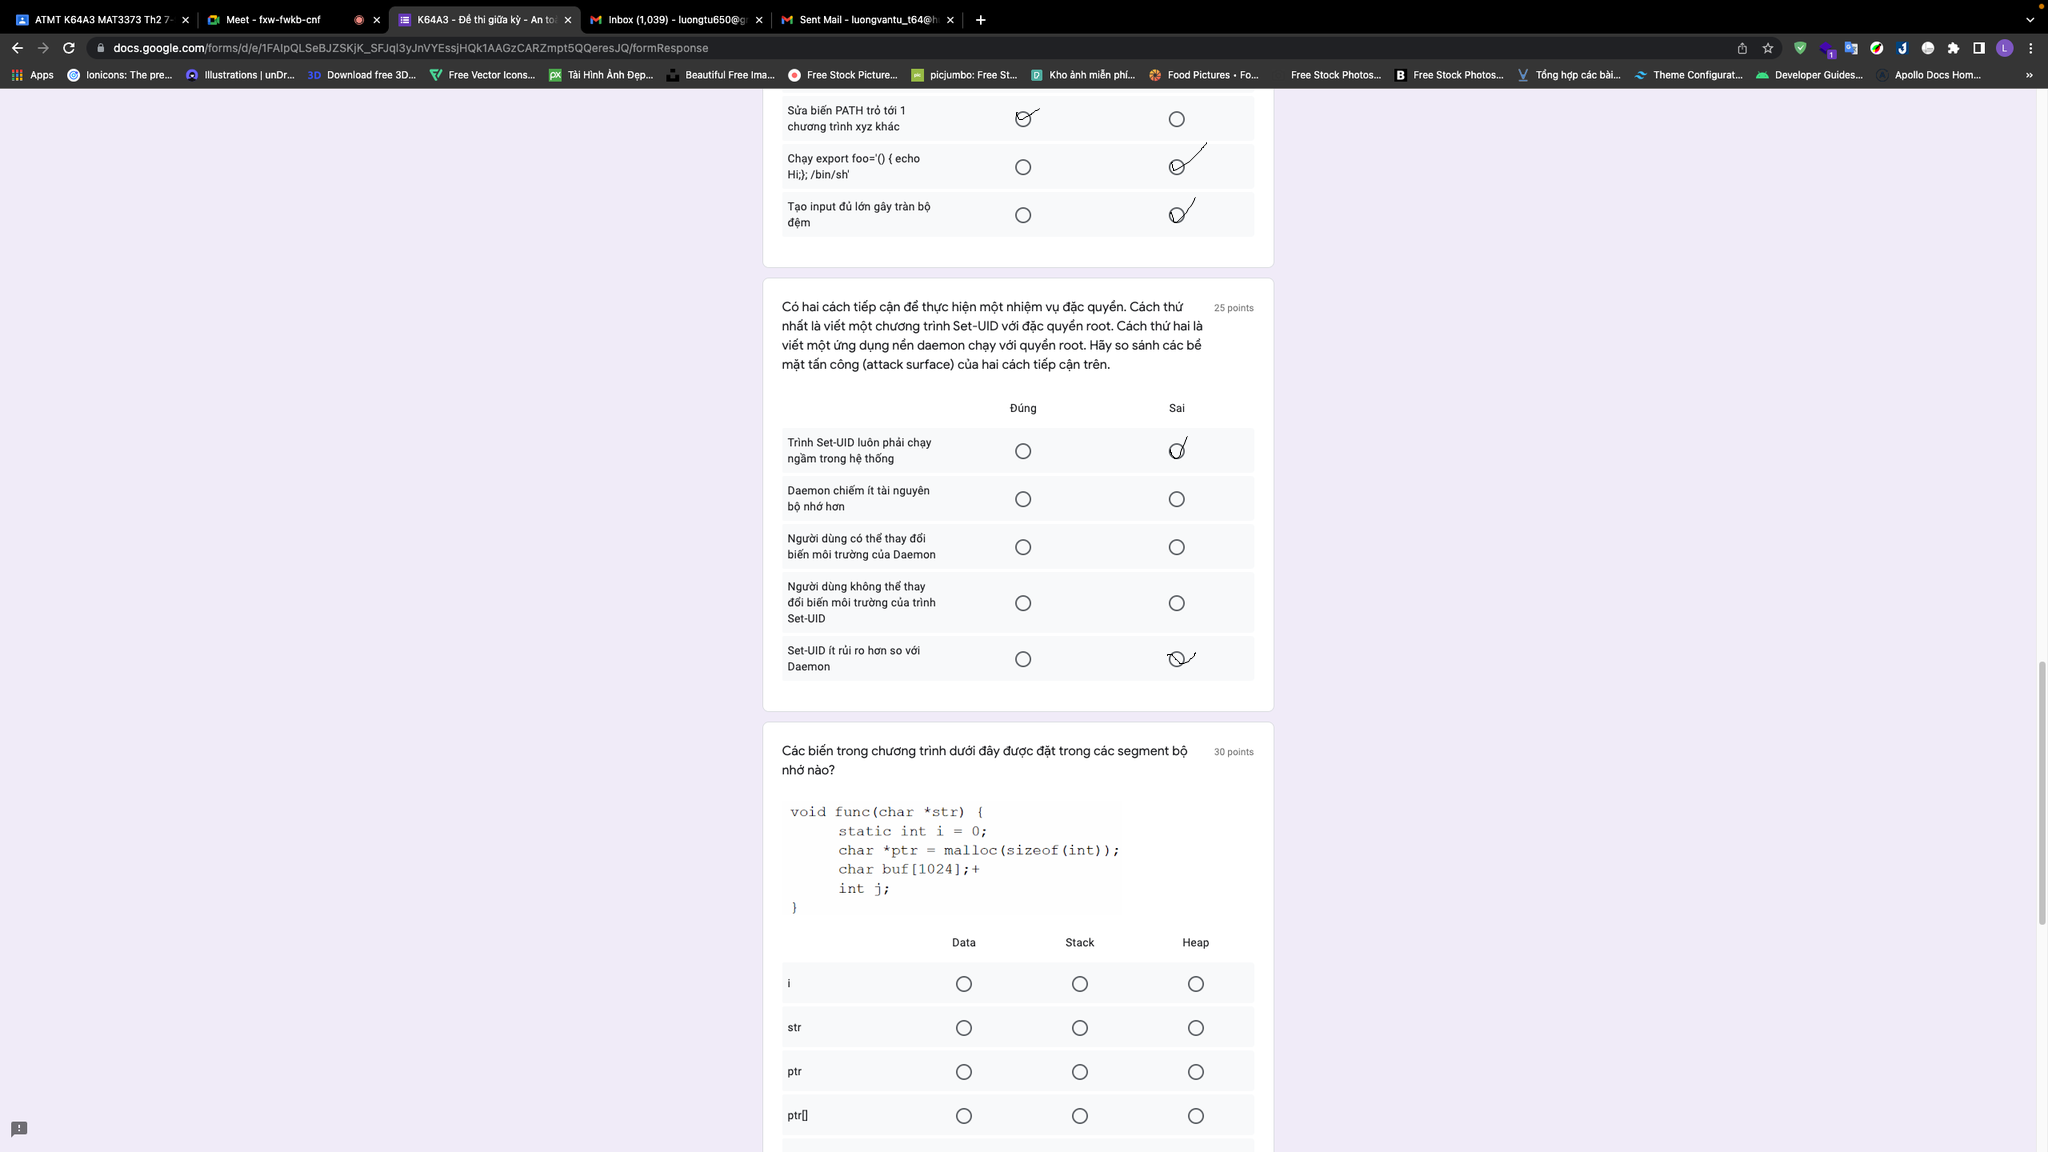 ATMT K64A3 MAT3373 Th2 7-
Meet - fxw-fwkb-cnf
K64A3 - Đề thi giữa kỳ - An to
Inbox (1,039) - luongtu650@g
Sent Mail - luongvantu_t64@h
docs.google.com/forms/d/e/1FAIpQLSeBJZSKjK_SFJqI3yJnVYEssjHQk1AAGzCARZmpt5QQeresJQ/formResponse
L
Apps
Ionicons: The pre...
Illustrations | unDr...
3D Download free 3D...
Free Vector Icons...
Tải Hình Ảnh Đẹp...
Beautiful Free Ima...
Free Stock Picture...
picjumbo: Free St...
Kho ảnh miễn phí...
Food Pictures • Fo...
Free Stock Photos...
Free Stock Photos...
Tổng hợp các bài...
Theme Configurat...
Developer Guides...
Apollo Docs Hom...
»
Sửa biến PATH trỏ tới 1
chương trình xyz khác
Chạy export foo='() { echo
Hi;}; /bin/sh'
Tạo input đủ lớn gây tràn bộ
đệm
Có hai cách tiếp cận để thực hiện một nhiệm vụ đặc quyền. Cách thứ
25 points
nhất là viết một chương trình Set-UID với đặc quyền root. Cách thứ hai là
viết một ứng dụng nền daemon chạy với quyền root. Hãy so sánh các bề
mặt tấn công (attack surface) của hai cách tiếp cận trên.
Đúng Sai
Trình Set-UID luôn phải chạy
ngầm trong hệ thống
Daemon chiếm ít tài nguyên
bộ nhớ hơn
Người dùng có thể thay đổi
biến môi trường của Daemon
Người dùng không thể thay
đổi biến môi trường của trình
Set-UID
Set-UID ít rủi ro hơn so với
Daemon
Các biến trong chương trình dưới đây được đặt trong các segment bộ
30 points
nhớ nào?
void func(char *str) {
static int i = 0;
char *ptr = malloc(sizeof(int));
char buf[1024];+
int j;
}
Data Stack Heap
i
str
ptr
ptr[]